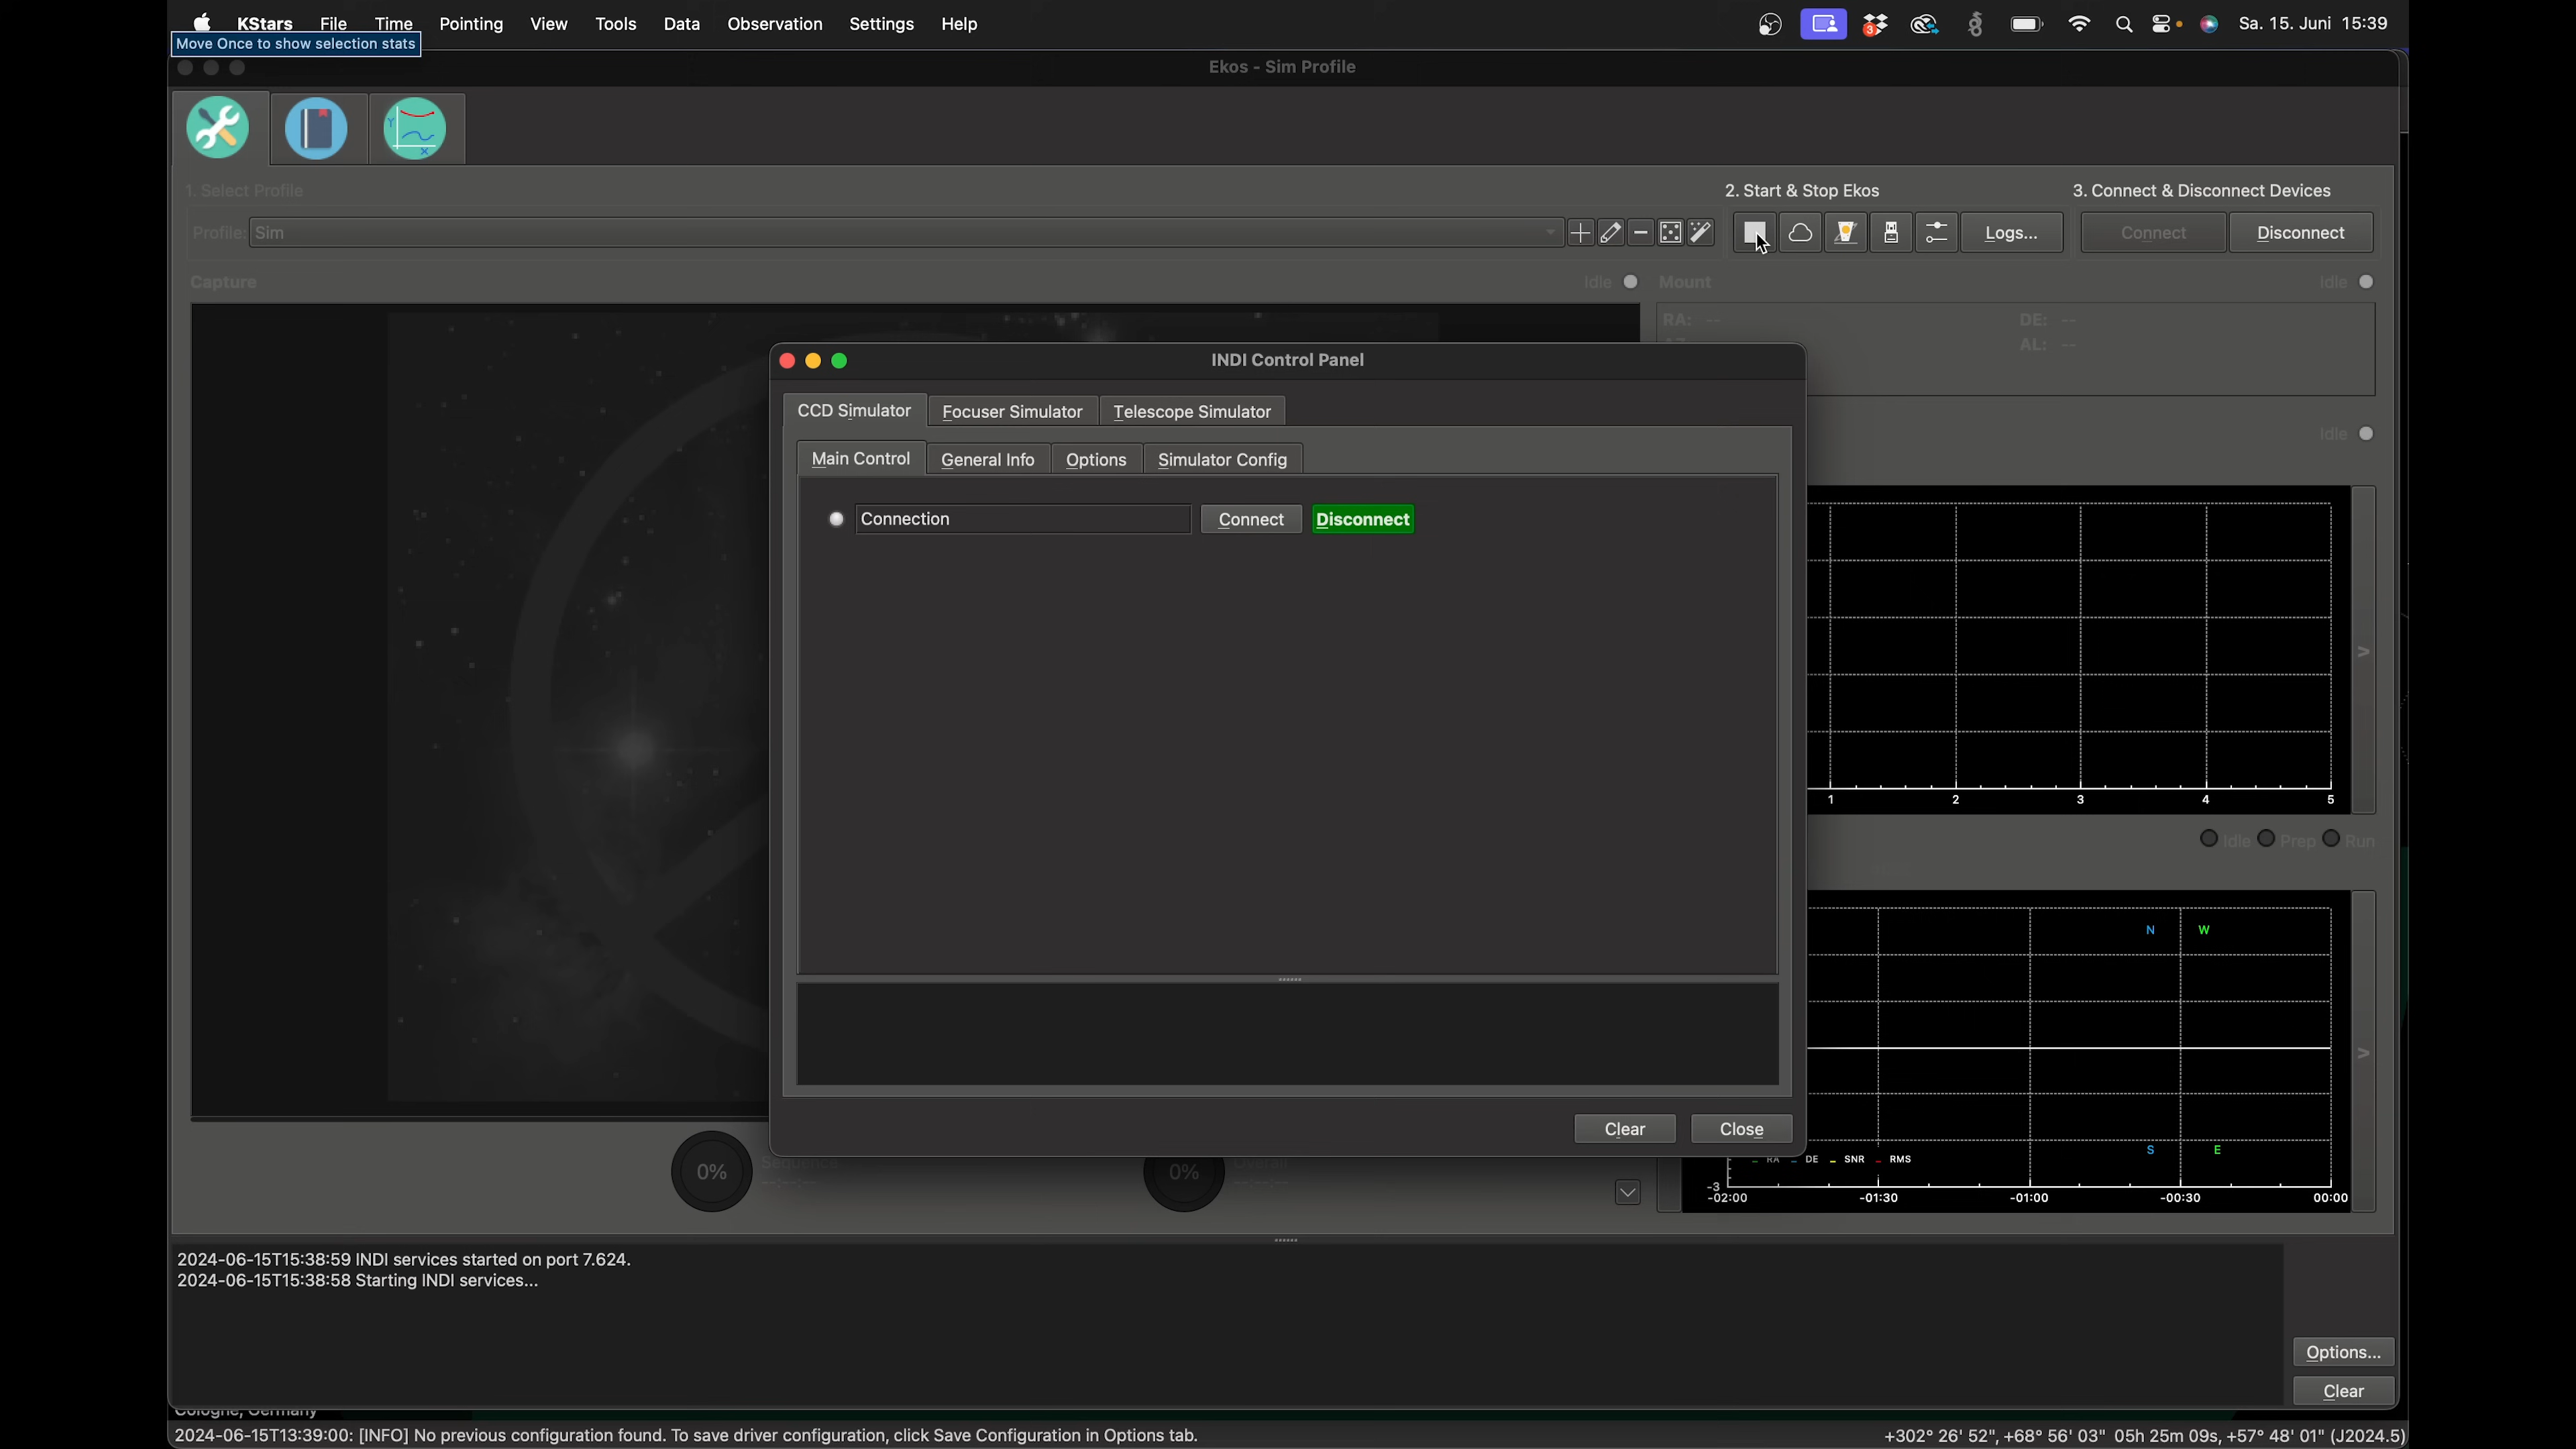 KStars File Time Pointing View Tools Data Observation Settings Help 3 Sa. 15. Juni 15:39
Move Once to show selection stats
Ekos - Sim Profile
Y
X
1. Select Profile 2. Start & Stop Ekos 3. Connect & Disconnect Devices
Profile: Sim Logs... Connect Disconnect
Capture Idle Mount Idle
RA: -- DE: --
AL: --
INDI Control Panel
CCD Simulator Focuser Simulator Telescope Simulator
Idle
Main Control General Info Options Simulator Config
Connection Connect Disconnect
>
1 2 3 4 5
Idle Prep Run
N W
>
Clear Close
S E
RA DE SNR RMS
0% Sequence 0% Overall
--:--:-- --:--:--
-3
-02:00 -01:30 -01:00 -00:30 00:00
2024-06-15T15:38:59 INDI services started on port 7.624.
2024-06-15T15:38:58 Starting INDI services...
Options...
Clear
Cologne, Germany
2024-06-15T13:39:00: [INFO] No previous configuration found. To save driver configuration, click Save Configuration in Options tab. +302° 26' 52", +68° 56' 03" 05h 25m 09s, +57° 48' 01" (J2024.5)